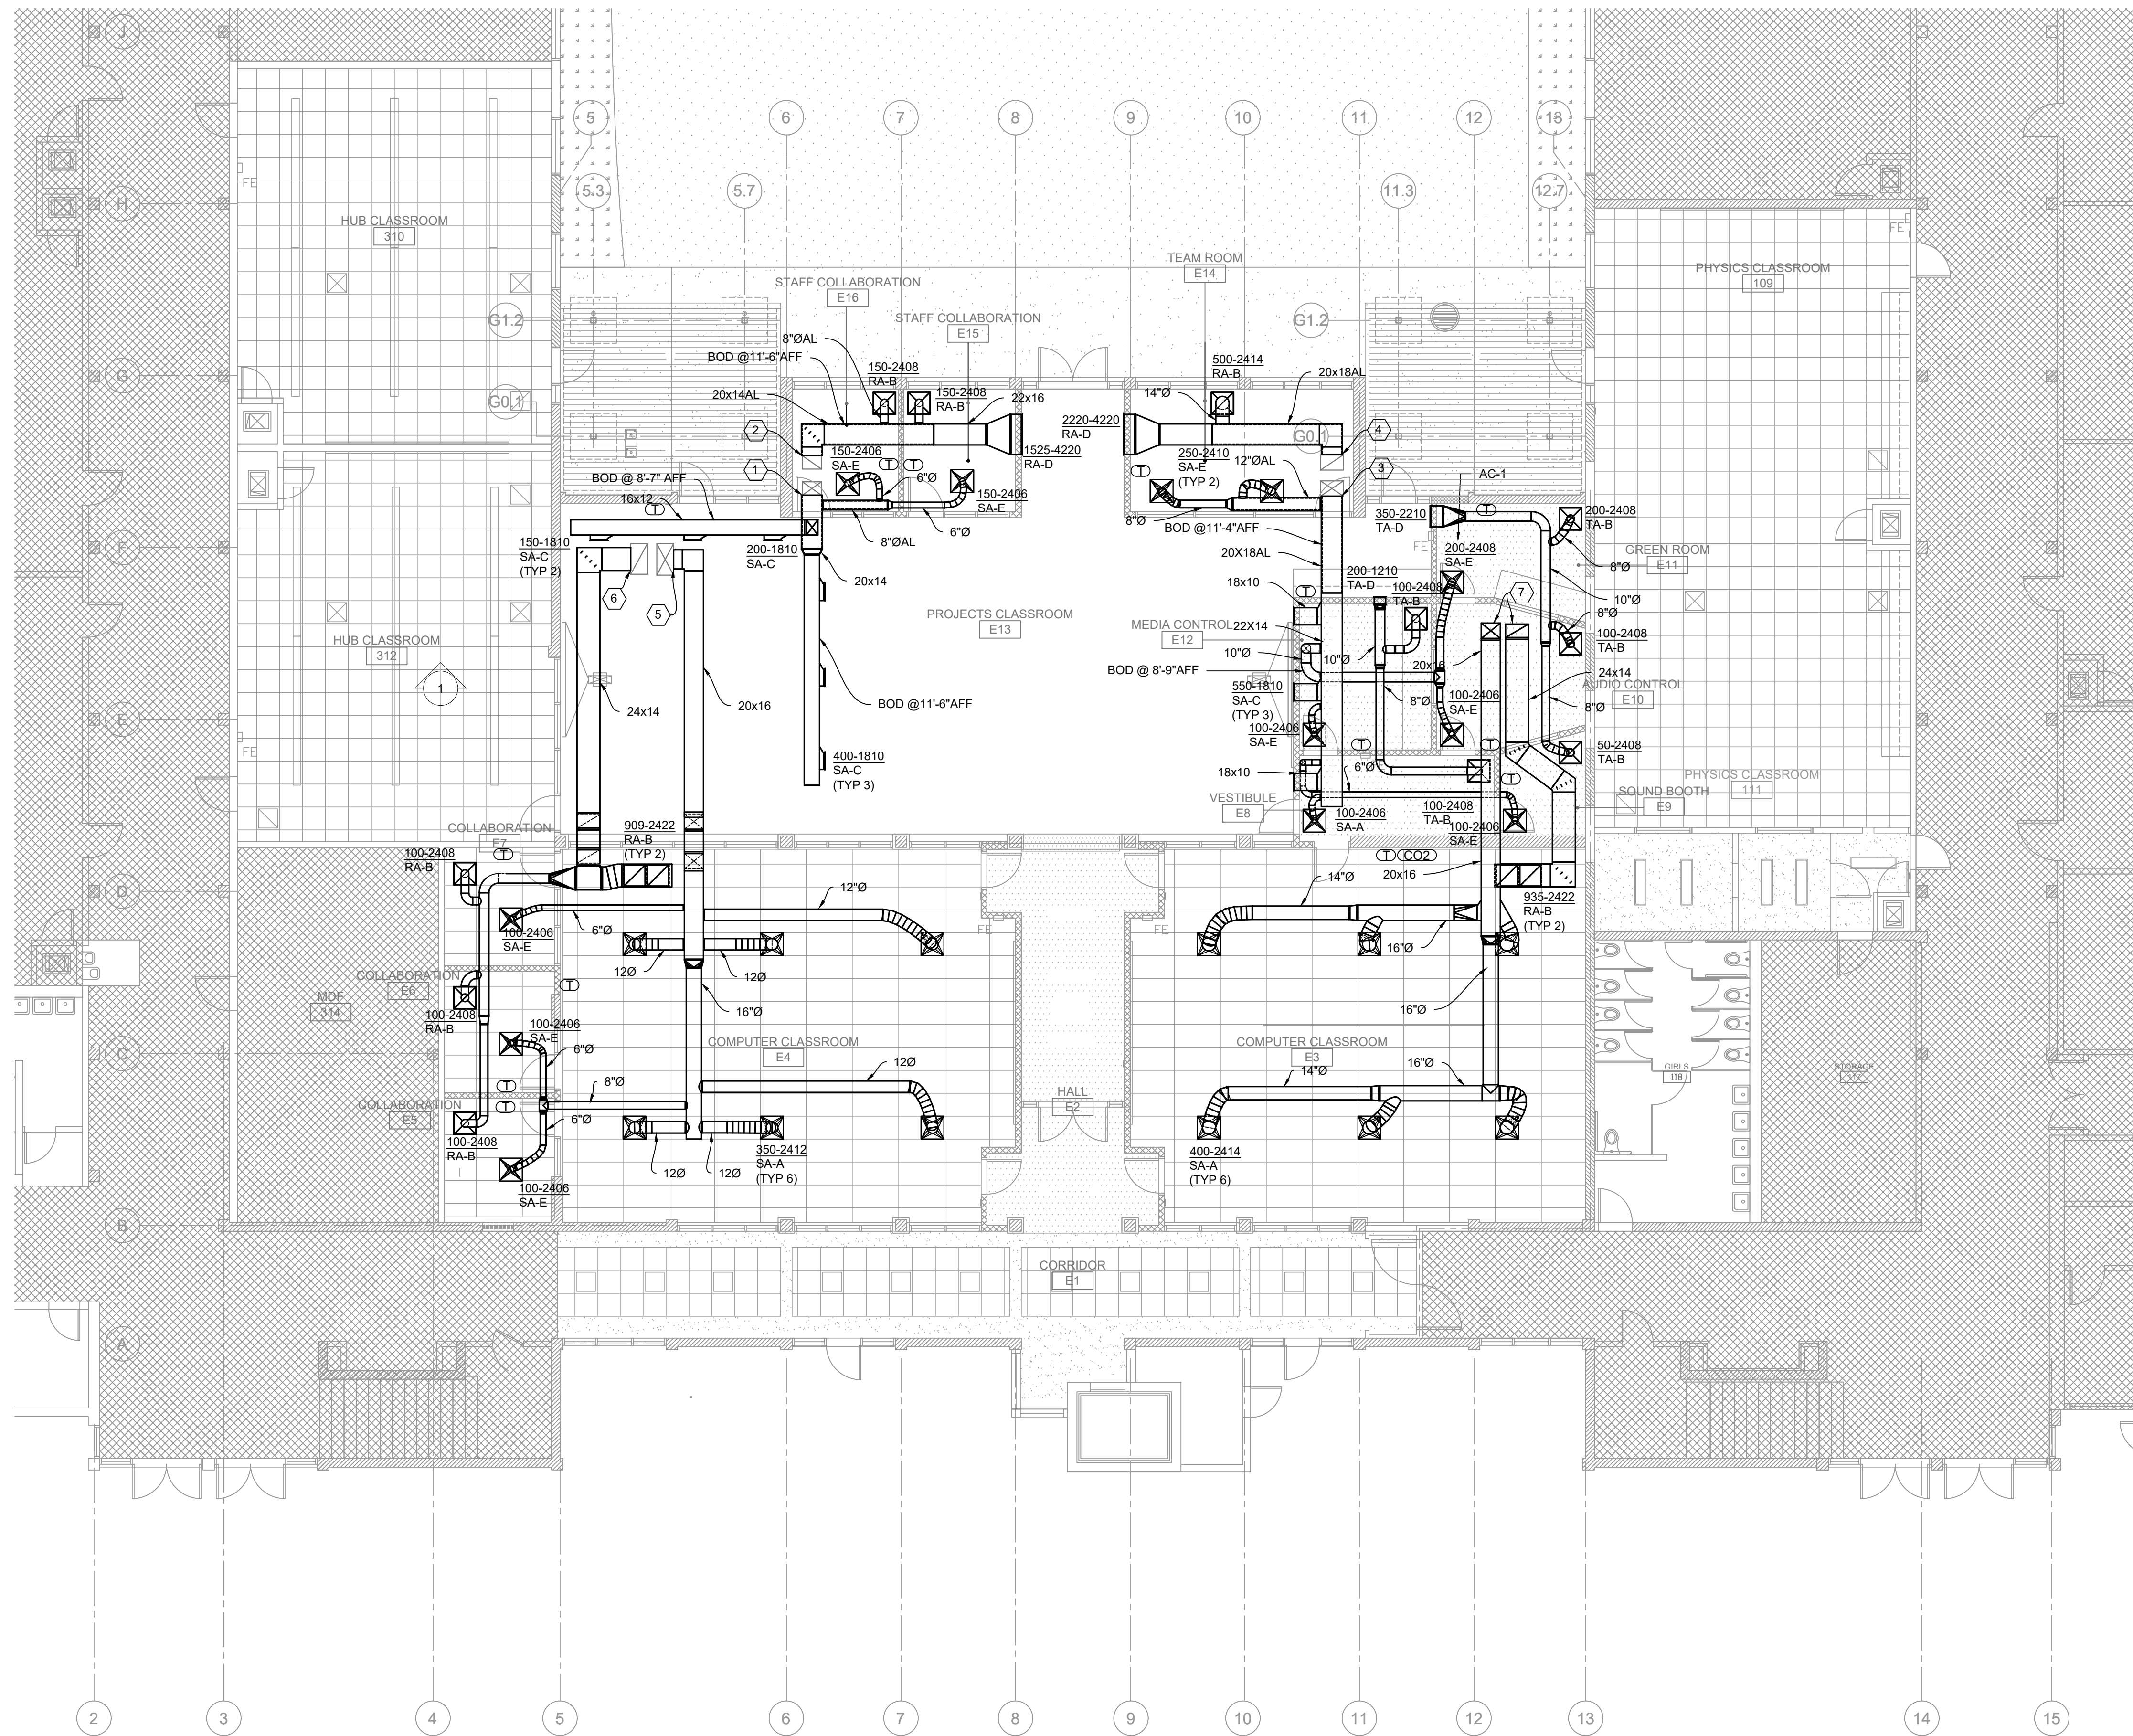 J
H
G
F
E
D
C
B
A
5
6
7
8
9
10
11
12
13
5.3
5.7
11.3
12.7
G1.2
G0.1
G1.2
G0.1
FE
HUB CLASSROOM
310
STAFF COLLABORATION
E16
STAFF COLLABORATION
E15
TEAM ROOM
E14
FE
PHYSICS CLASSROOM
109
8"ØAL
BOD @11'-6"AFF
20x14AL
150-2408
RA-B
150-2408
RA-B
22x16
2
1
150-2406
SA-E
T
T
6"Ø
1525-4220
RA-D
150-2406
SA-E
6"Ø
8"ØAL
BOD @ 8'-7" AFF
16x12
T
500-2414
RA-B
14"Ø
20x18AL
2220-4220
RA-D
4
250-2410
SA-E
(TYP 2)
12"ØAL
T
3
8"Ø
BOD @11'-4"AFF
20X18AL
AC-1
350-2210
TA-D
FE
T
200-2408
TA-B
200-2408
SA-E
8"Ø
GREEN ROOM
E11
150-1810
SA-C
(TYP 2)
200-1810
SA-C
20x14
6
5
PROJECTS CLASSROOM
E13
18x10
T
200-1210
TA-D
100-2408
TA-B
7
10"Ø
8"Ø
100-2408
TA-B
MEDIA CONTROL
E12
22X14
10"Ø
10"Ø
20x16
BOD @ 8'-9"AFF
550-1810
SA-C
(TYP 3)
8"Ø
100-2406
SA-E
24x14
AUDIO CONTROL
E10
8"Ø
100-2406
SA-E
T
T
50-2408
TA-B
HUB CLASSROOM
312
1
FE
24x14
20x16
BOD @11'-6"AFF
400-1810
SA-C
(TYP 3)
18x10
6"Ø
T
PHYSICS CLASSROOM
111
SOUND BOOTH
E9
VESTIBULE
E8
100-2406
SA-A
100-2408
TA-B
100-2406
SA-E
COLLABORATION
E7
T
909-2422
RA-B
(TYP 2)
100-2408
RA-B
100-2406
SA-E
6"Ø
12"Ø
12Ø
12Ø
16"Ø
FE
FE
T
CO2
20x16
14"Ø
16"Ø
935-2422
RA-B
(TYP 2)
COLLABORATION
E6
T
MDF
314
100-2408
RA-B
100-2406
SA-E
6"Ø
COMPUTER CLASSROOM
E4
12Ø
16"Ø
COMPUTER CLASSROOM
E3
14"Ø
16"Ø
GIRLS
118
STORAGE
117
HALL
E2
T
8"Ø
T
COLLABORATION
E5
6"Ø
100-2408
RA-B
100-2406
SA-E
12Ø
12Ø
350-2412
SA-A
(TYP 6)
400-2414
SA-A
(TYP 6)
CORRIDOR
E1
2
3
4
5
6
7
8
9
10
11
12
13
14
15